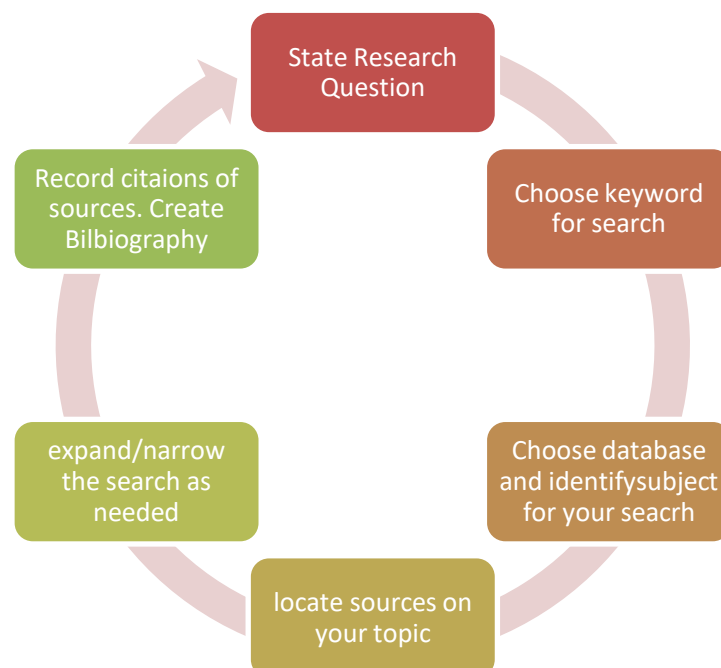 State Research
Question
Choose keyword
for search
Choose database
and identifysubject
for your seacrh
locate sources on
your topic
expand/narrow
the search as
needed
Record citaions of
sources. Create
Bilbiography